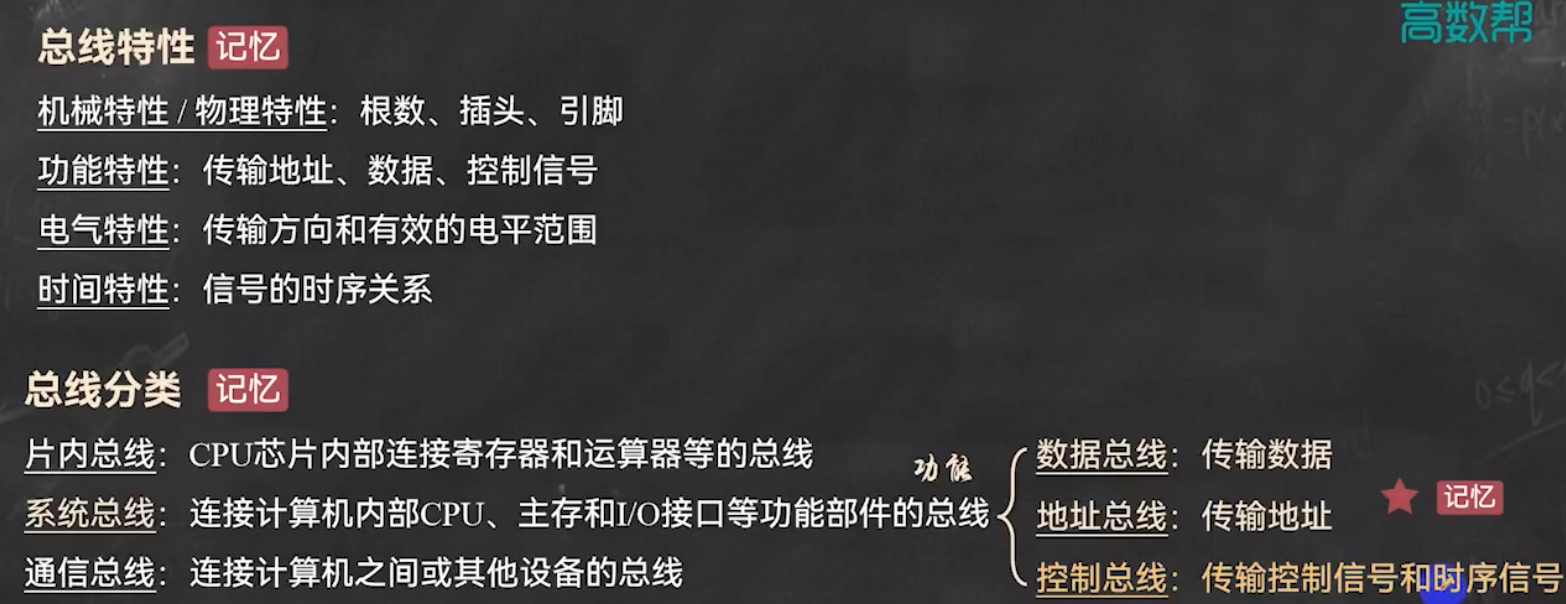 高数帮
总线特性 记忆
机械特性 / 物理特性：根数、插头、引脚
功能特性：传输地址、数据、控制信号
电气特性：传输方向和有效的电平范围
时间特性：信号的时序关系
总线分类 记忆
片内总线：CPU芯片内部连接寄存器和运算器等的总线
系统总线：连接计算机内部CPU、主存和I/O接口等功能部件的总线
通信总线：连接计算机之间或其他设备的总线
功能
数据总线：传输数据
地址总线：传输地址
记忆
控制总线：传输控制信号和时序信号
0≤q<